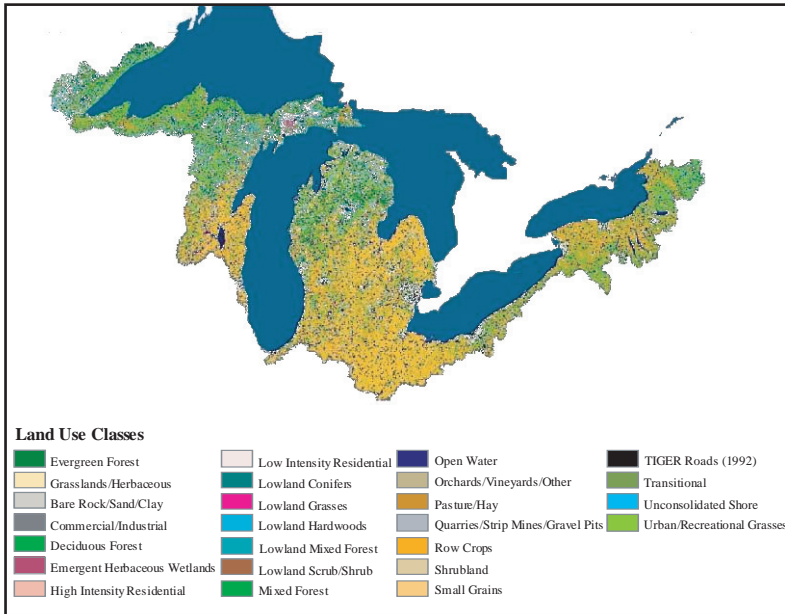 Land Use Classes
Evergreen Forest
Grasslands/Herbaceous
Bare Rock/Sand/Clay
Commercial/Industrial
Deciduous Forest
Emergent Herbaceous Wetlands
High Intensity Residential
Low Intensity Residential
Lowland Conifers
Lowland Grasses
Lowland Hardwoods
Lowland Mixed Forest
Lowland Scrub/Shrub
Mixed Forest
Open Water
Orchards/Vineyards/Other
Pasture/Hay
Quarries/Strip Mines/Gravel Pits
Row Crops
Shrubland
Small Grains
TIGER Roads (1992)
Transitional
Unconsolidated Shore
Urban/Recreational Grasses